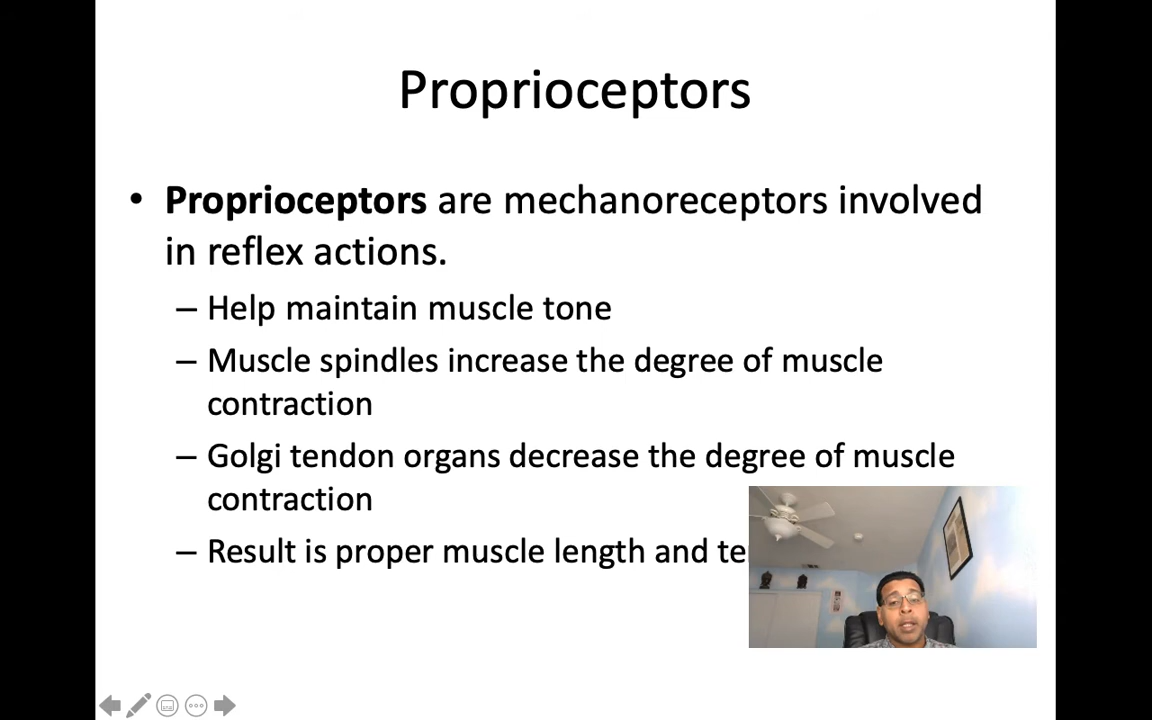 Proprioceptors
• Proprioceptors are mechanoreceptors involved
in reflex actions.
– Help maintain muscle tone
– Muscle spindles increase the degree of muscle
contraction
– Golgi tendon organs decrease the degree of muscle
contraction
– Result is proper muscle length and